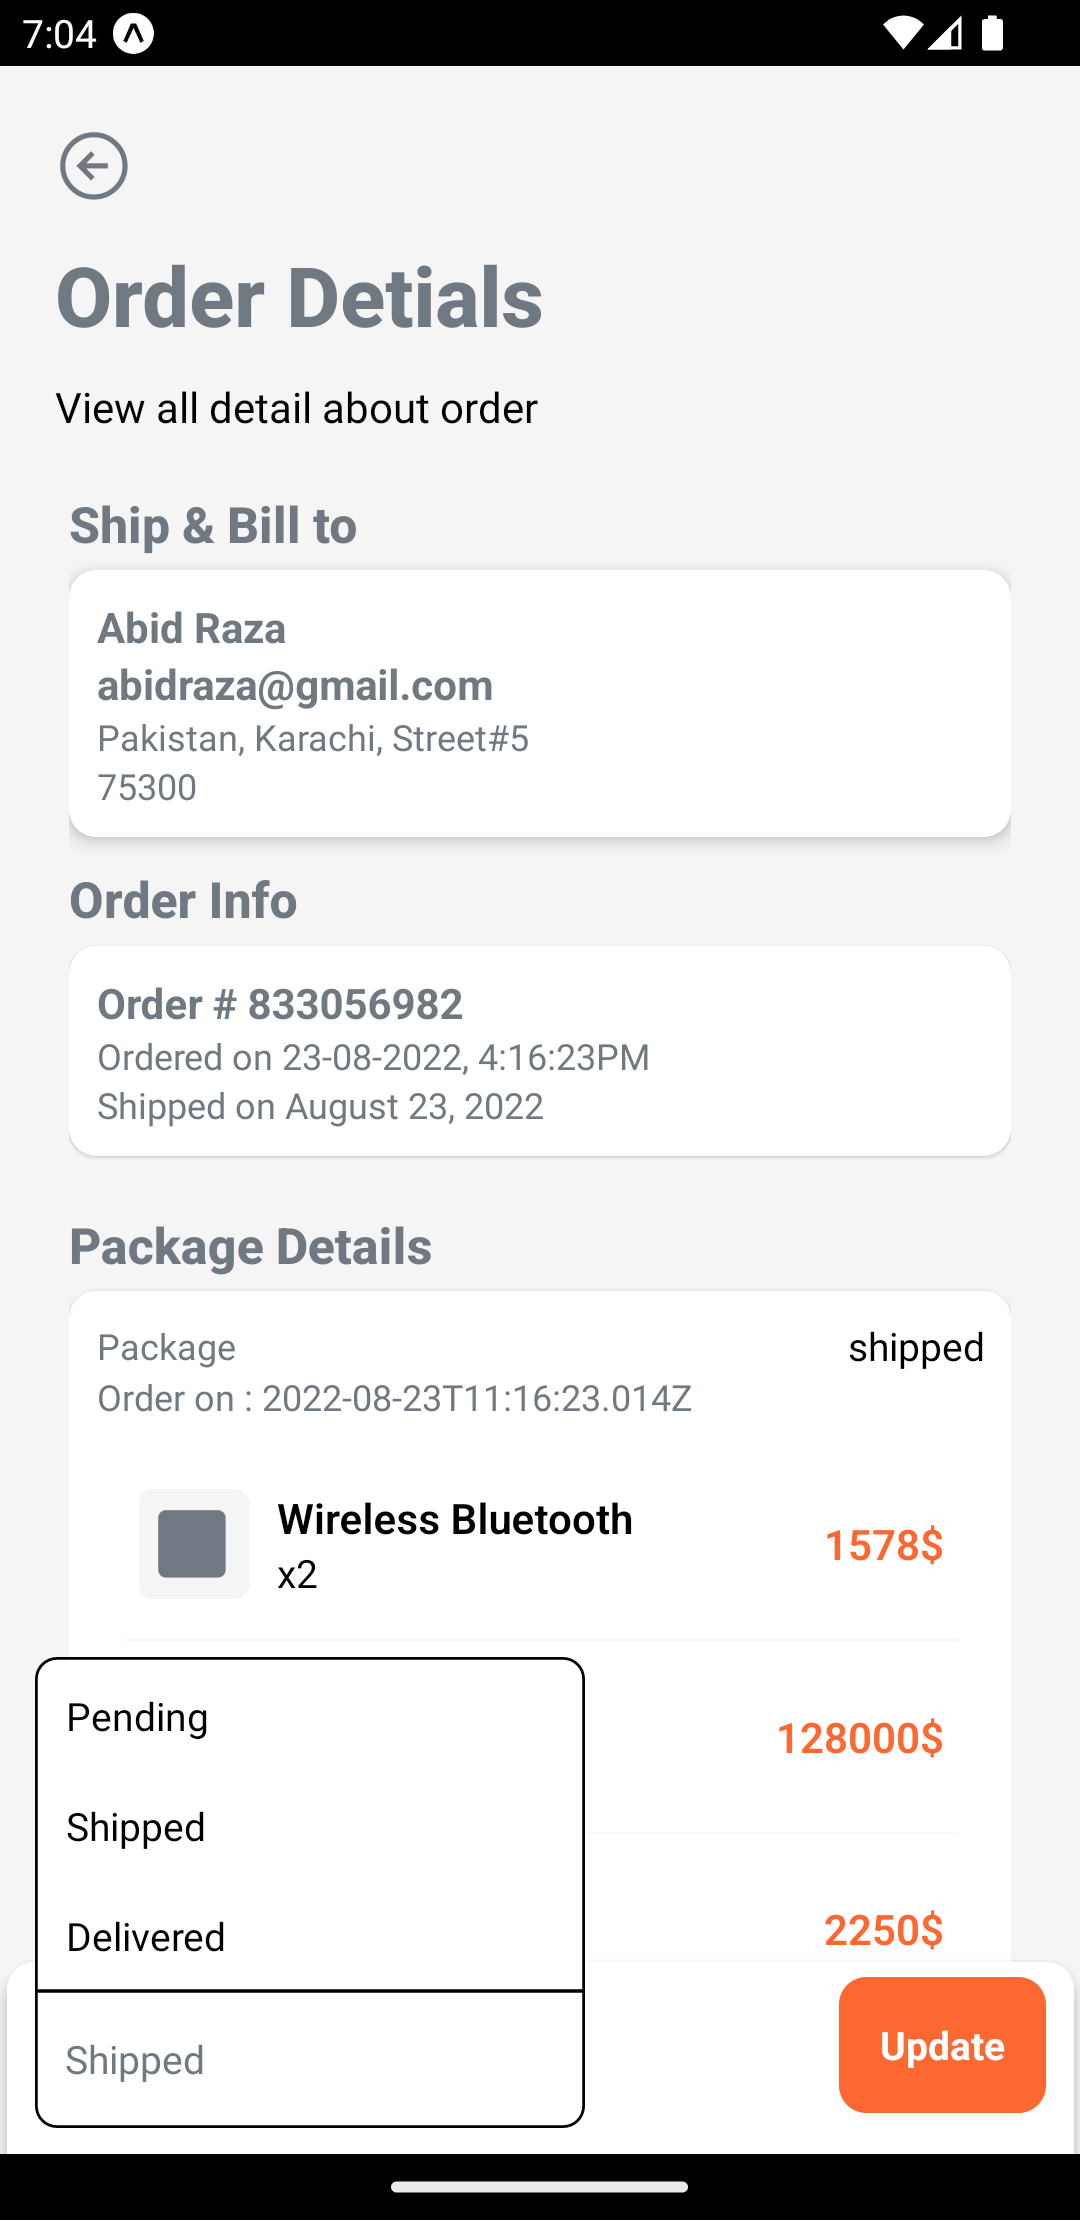 7:04
Order Detials
View all detail about order
Ship & Bill to
Abid Raza
abidraza@gmail.com
Pakistan, Karachi, Street#5
75300
Order Info
Order # 833056982
Ordered on 23-08-2022, 4:16:23PM
Shipped on August 23, 2022
Package Details
Package shipped
Order on : 2022-08-23T11:16:23.014Z
Wireless Bluetooth
x2
1578$
Pending
128000$
Shipped
Delivered
2250$
Shipped
Update